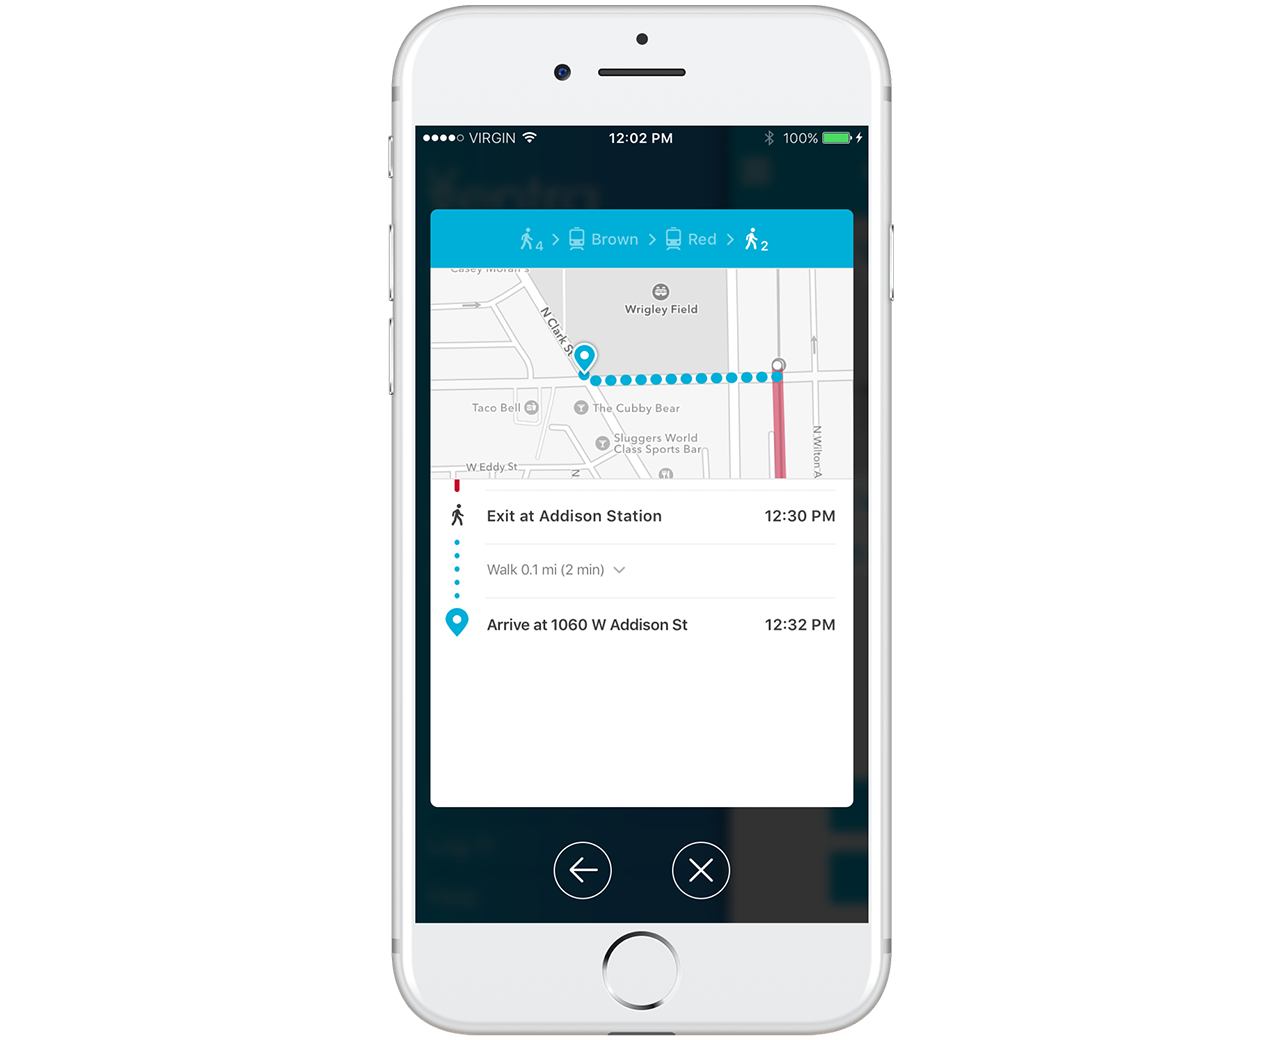 VIRGIN 12:02 PM 100%
4 Brown Red 2
Casey Moran's
Wrigley Field
N Clark St
Taco Bell
The Cubby Bear
Sluggers World
Class Sports Bar
N Wilton A
W Eddy St
N
Exit at Addison Station 12:30 PM
Walk 0.1 mi (2 min)
Arrive at 1060 W Addison St 12:32 PM